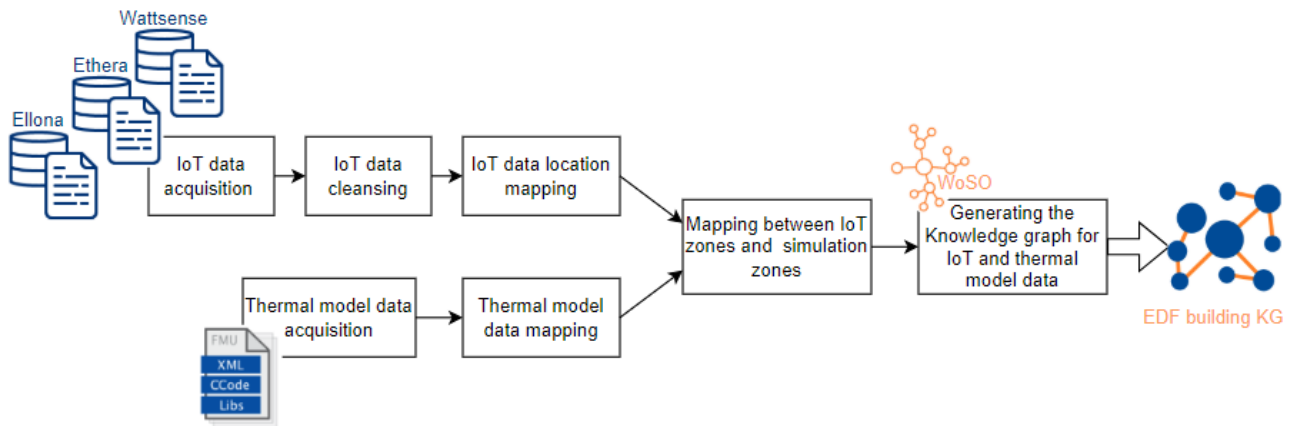 Wattsense
Ethera
Ellona
IoT data
acquisition
IoT data
cleansing
IoT data location
mapping
Thermal model data
acquisition
FMU
XML
CCode
Libs
Thermal model
data mapping
Mapping between IoT
zones and simulation
zones
WoSO
Generating the
Knowledge graph for
IoT and thermal
model data
EDF building KG